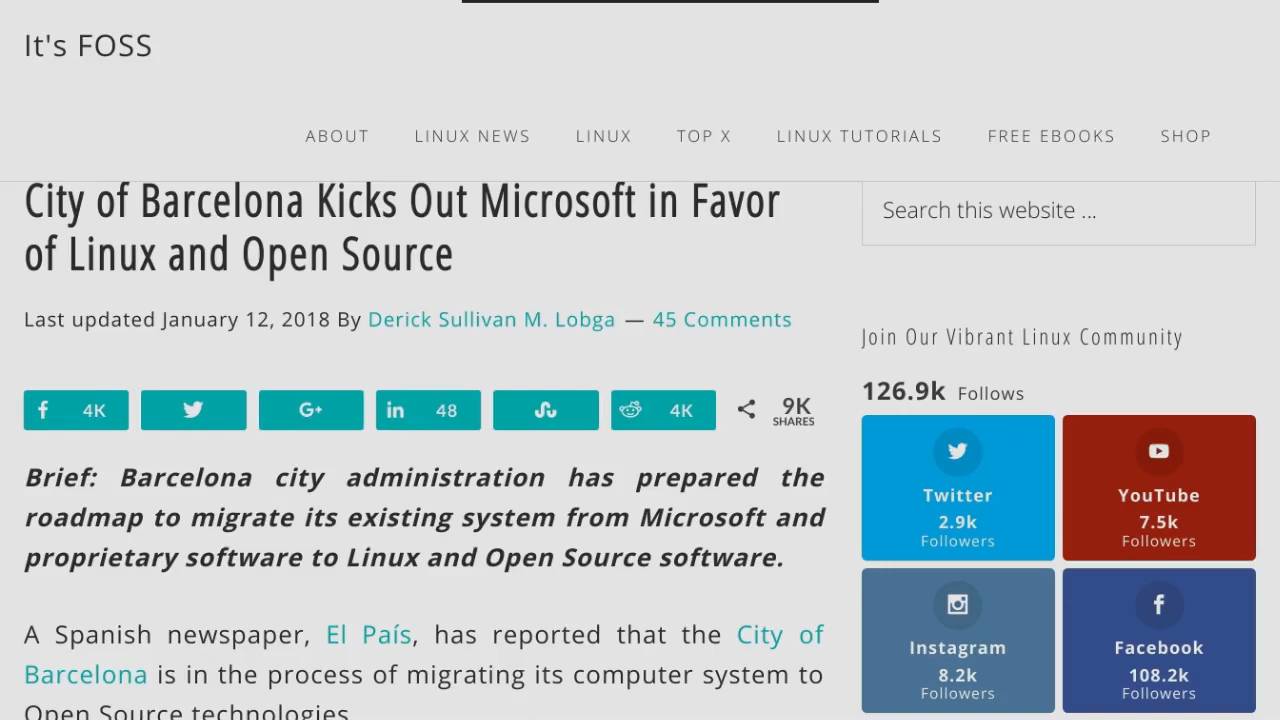 It's FOSS
ABOUT LINUX NEWS LINUX TOP X LINUX TUTORIALS FREE EBOOKS SHOP
City of Barcelona Kicks Out Microsoft in Favor
of Linux and Open Source
Last updated January 12, 2018 By Derick Sullivan M. Lobga — 45 Comments
4K
G+
in 48
4K
9K
SHARES
Brief: Barcelona city administration has prepared the
roadmap to migrate its existing system from Microsoft and
proprietary software to Linux and Open Source software.
A Spanish newspaper, El País, has reported that the City of
Barcelona is in the process of migrating its computer system to
Open Source technologies.
Search this website ...
Join Our Vibrant Linux Community
126.9k Follows
Twitter
2.9k
Followers
YouTube
7.5k
Followers
Instagram
8.2k
Followers
Facebook
108.2k
Followers